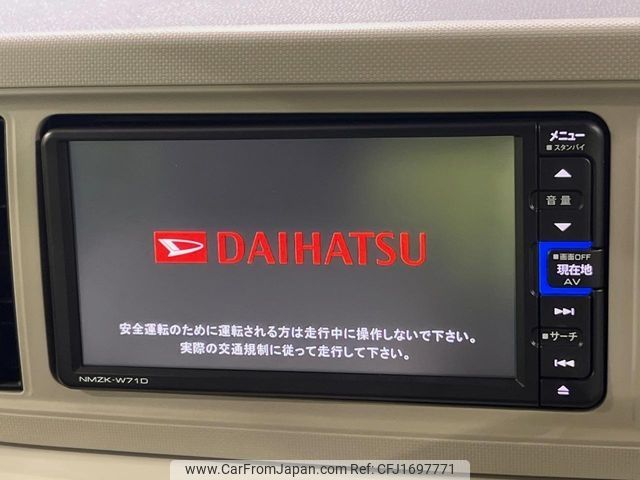 DAIHATSU
安全運転のために運転される方は走行中に操作しないで下さい。
実際の交通規制に従って走行して下さい。
NMZK-W71D
メニュー
スタンバイ
音量
画面OFF
現在地
AV
サーチ
www.CarFromJapan.com - CFJ1697771